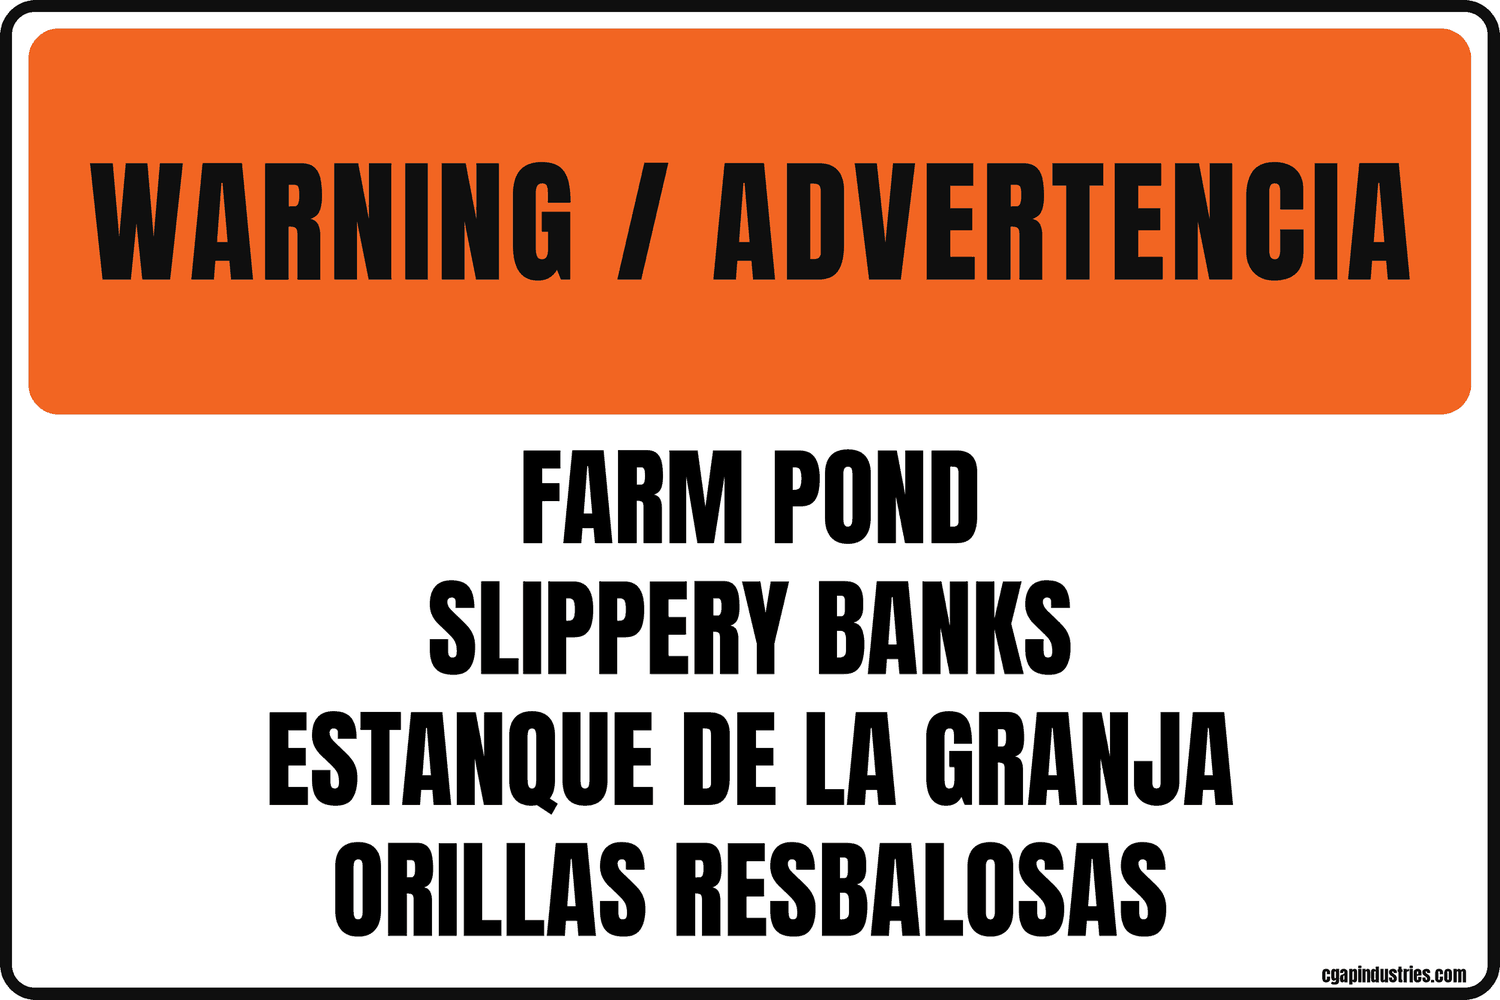 WARNING / ADVERTENCIA
FARM POND
SLIPPERY BANKS
ESTANQUE DE LA GRANJA
ORILLAS RESBALOSAS
cgapindustries.com